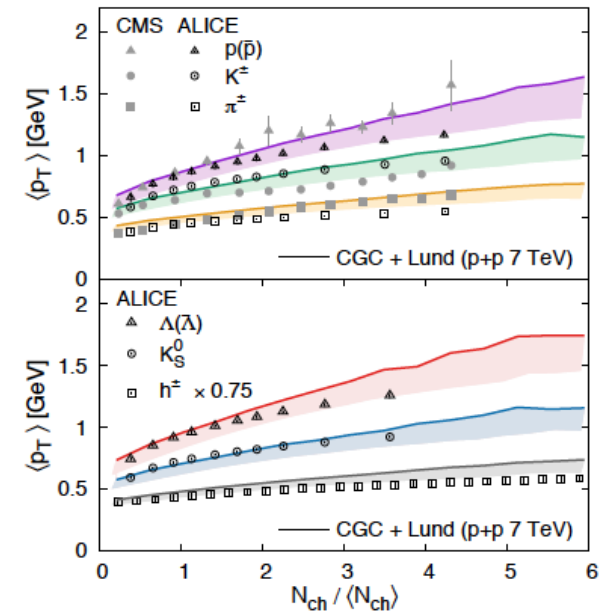 CMS ALICE
p(p̄)
K±
π±
⟨pT⟩ [GeV]
2
1.5
1
0.5
0
CGC + Lund (p+p 7 TeV)
ALICE
Λ(Λ̄)
K⁰S
h± × 0.75
⟨pT⟩ [GeV]
2
1.5
1
0.5
0
CGC + Lund (p+p 7 TeV)
0 1 2 3 4 5 6
Nch / ⟨Nch⟩